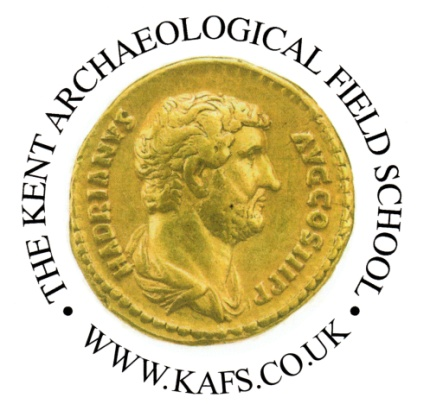 • THE KENT ARCHAEOLOGICAL FIELD SCHOOL •
WWW.KAFS.CO.UK
HADRIANVS
AVGCOSIIIPP